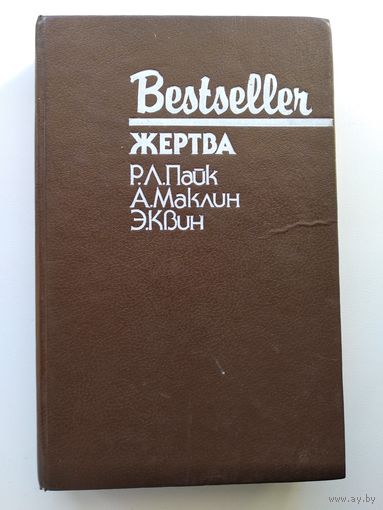 Bestseller
ЖЕРТВА
Р.Л.Пайк
А.Маклин
Э.Квин
www.ay.by